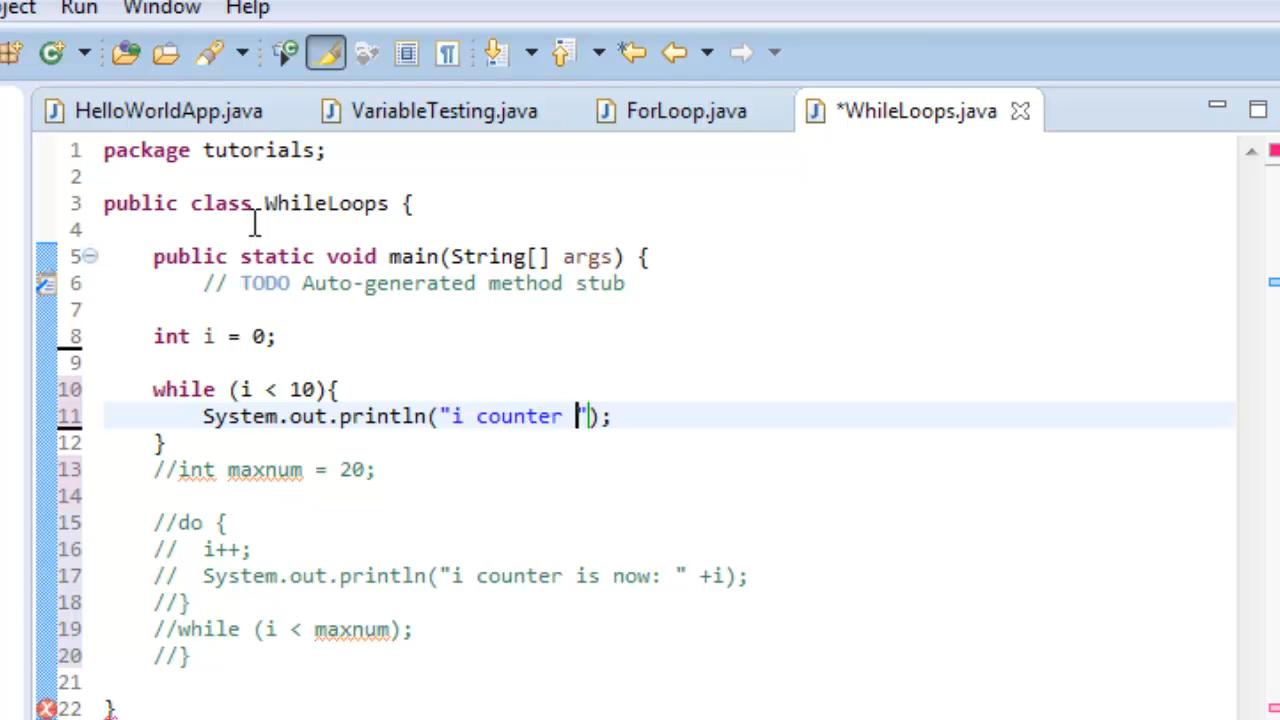 ject Run Window Help
HelloWorldApp.java VariableTesting.java ForLoop.java *WhileLoops.java
1 package tutorials;
2
3 public class WhileLoops {
4
5 public static void main(String[] args) {
6 // TODO Auto-generated method stub
7
8 int i = 0;
9
10 while (i < 10){
11 System.out.println("i counter ");
12 }
13 //int maxnum = 20;
14
15 //do {
16 // i++;
17 // System.out.println("i counter is now: " +i);
18 //}
19 //while (i < maxnum);
20 //}
21
22 }